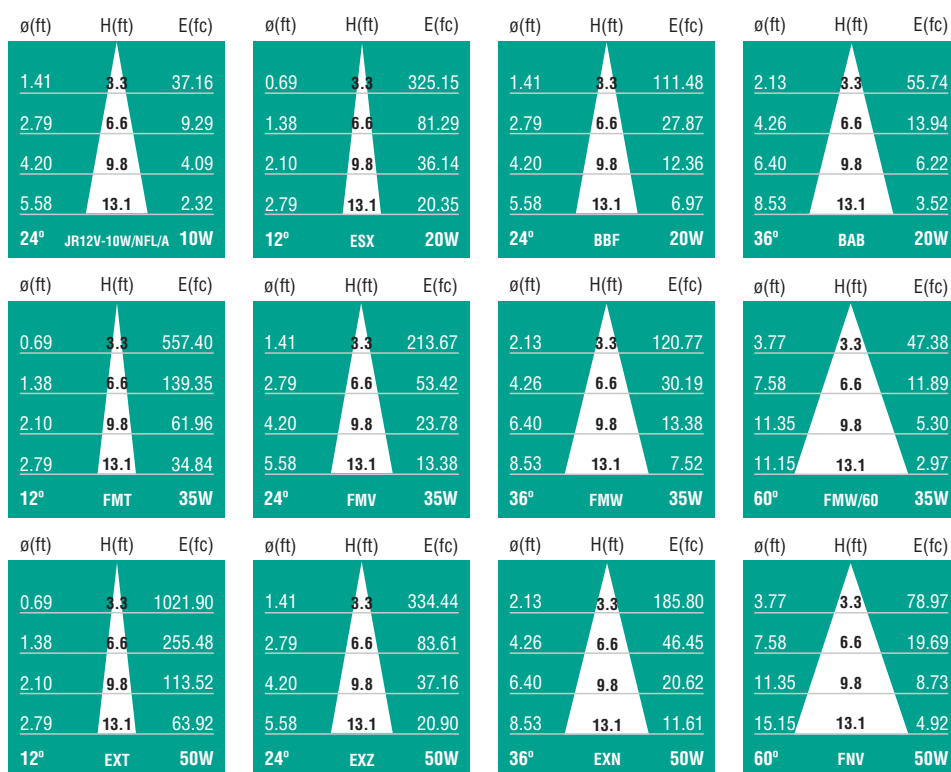 ø(ft) H(ft) E(fc)
1.41 3.3 37.16
2.79 6.6 9.29
4.20 9.8 4.09
5.58 13.1 2.32
24º JR12V-10W/NFL/A 10W
ø(ft) H(ft) E(fc)
0.69 3.3 325.15
1.38 6.6 81.29
2.10 9.8 36.14
2.79 13.1 20.35
12º ESX 20W
ø(ft) H(ft) E(fc)
1.41 3.3 111.48
2.79 6.6 27.87
4.20 9.8 12.36
5.58 13.1 6.97
24º BBF 20W
ø(ft) H(ft) E(fc)
2.13 3.3 55.74
4.26 6.6 13.94
6.40 9.8 6.22
8.53 13.1 3.52
36º BAB 20W
ø(ft) H(ft) E(fc)
0.69 3.3 557.40
1.38 6.6 139.35
2.10 9.8 61.96
2.79 13.1 34.84
12º FMT 35W
ø(ft) H(ft) E(fc)
1.41 3.3 213.67
2.79 6.6 53.42
4.20 9.8 23.78
5.58 13.1 13.38
24º FMV 35W
ø(ft) H(ft) E(fc)
2.13 3.3 120.77
4.26 6.6 30.19
6.40 9.8 13.38
8.53 13.1 7.52
36º FMW 35W
ø(ft) H(ft) E(fc)
3.77 3.3 47.38
7.58 6.6 11.89
11.35 9.8 5.30
11.15 13.1 2.97
60º FMW/60 35W
ø(ft) H(ft) E(fc)
0.69 3.3 1021.90
1.38 6.6 255.48
2.10 9.8 113.52
2.79 13.1 63.92
12º EXT 50W
ø(ft) H(ft) E(fc)
1.41 3.3 334.44
2.79 6.6 83.61
4.20 9.8 37.16
5.58 13.1 20.90
24º EXZ 50W
ø(ft) H(ft) E(fc)
2.13 3.3 185.80
4.26 6.6 46.45
6.40 9.8 20.62
8.53 13.1 11.61
36º EXN 50W
ø(ft) H(ft) E(fc)
3.77 3.3 78.97
7.58 6.6 19.69
11.35 9.8 8.73
15.15 13.1 4.92
60º FNV 50W